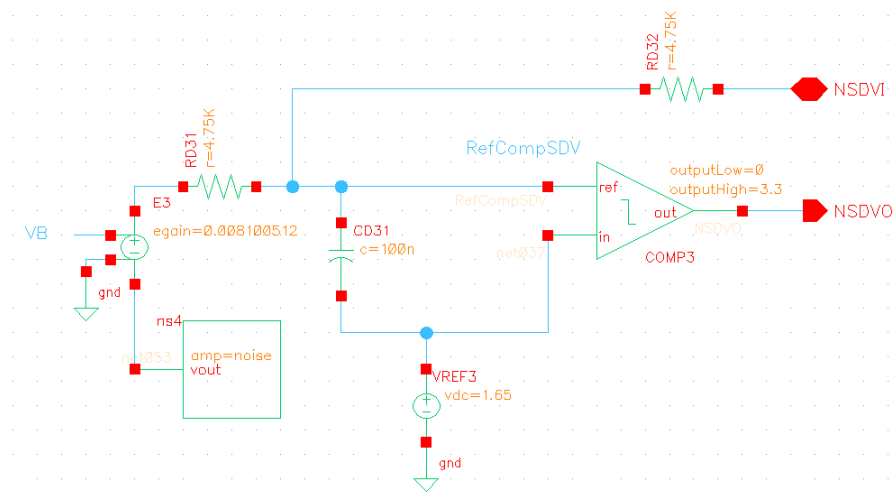 RD32
r=4.75K
NSDVI
RD31
r=4.75K
RefCompSDV
outputLow=0
outputHigh=3.3
ref
RefCompSDV
out
NSDVO
NSDVO
E3
egain=0.008100512
VB
CD31
c=100n
in
net037
COMP3
gnd
ns4
amp=noise
vout
net053
VREF3
vdc=1.65
gnd